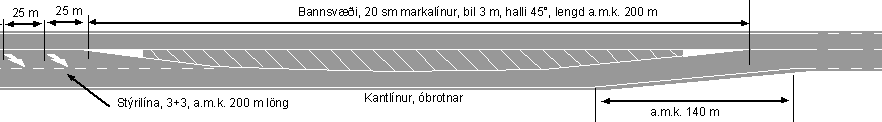 25 m
25 m
Bannsvæði, 20 sm markalínur, bil 3 m, halli 45°, lengd a.m.k. 200 m
Stýrilína, 3+3, a.m.k. 200 m löng
Kantlínur, óbrotnar
a.m.k. 140 m